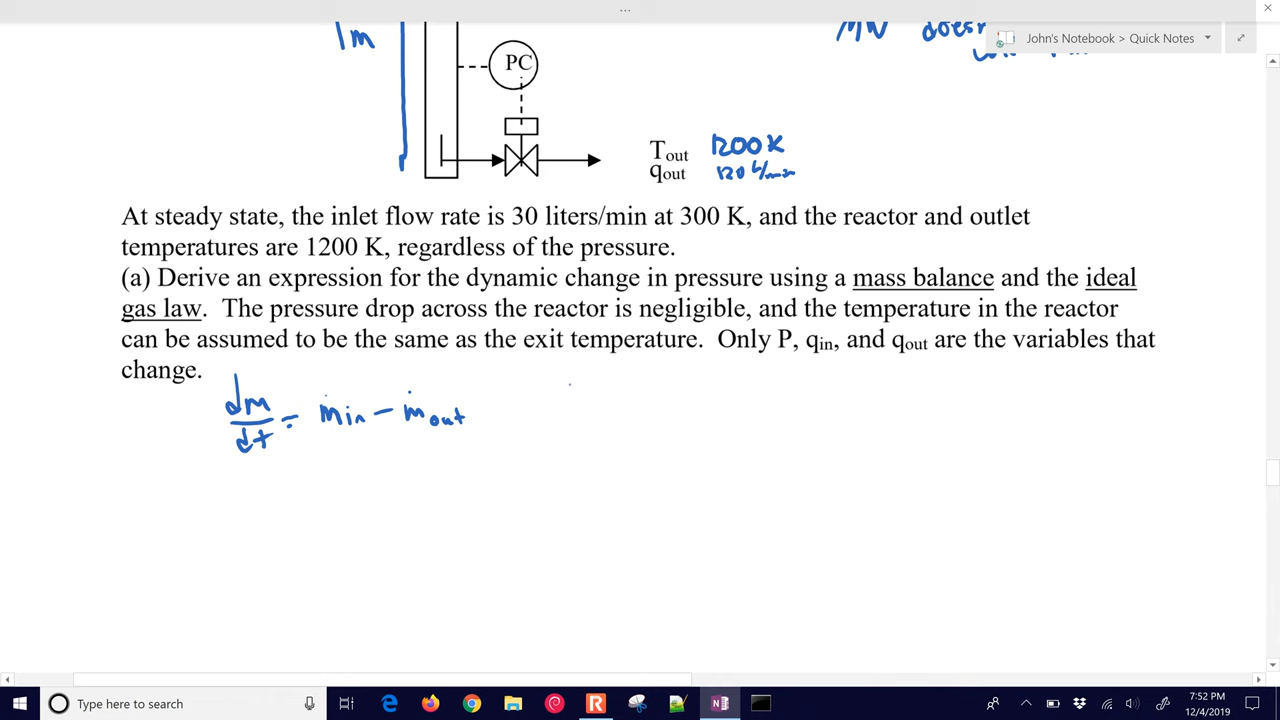 1m
MW
John's Notebook > Quick Notes
PC
Tout 1200K
qout 120 L/min
At steady state, the inlet flow rate is 30 liters/min at 300 K, and the reactor and outlet
temperatures are 1200 K, regardless of the pressure.
(a) Derive an expression for the dynamic change in pressure using a mass balance and the ideal
gas law. The pressure drop across the reactor is negligible, and the temperature in the reactor
can be assumed to be the same as the exit temperature. Only P, qin, and qout are the variables that
change.
dm/dt = ṁin − ṁout
Type here to search
7:52 PM
12/4/2019